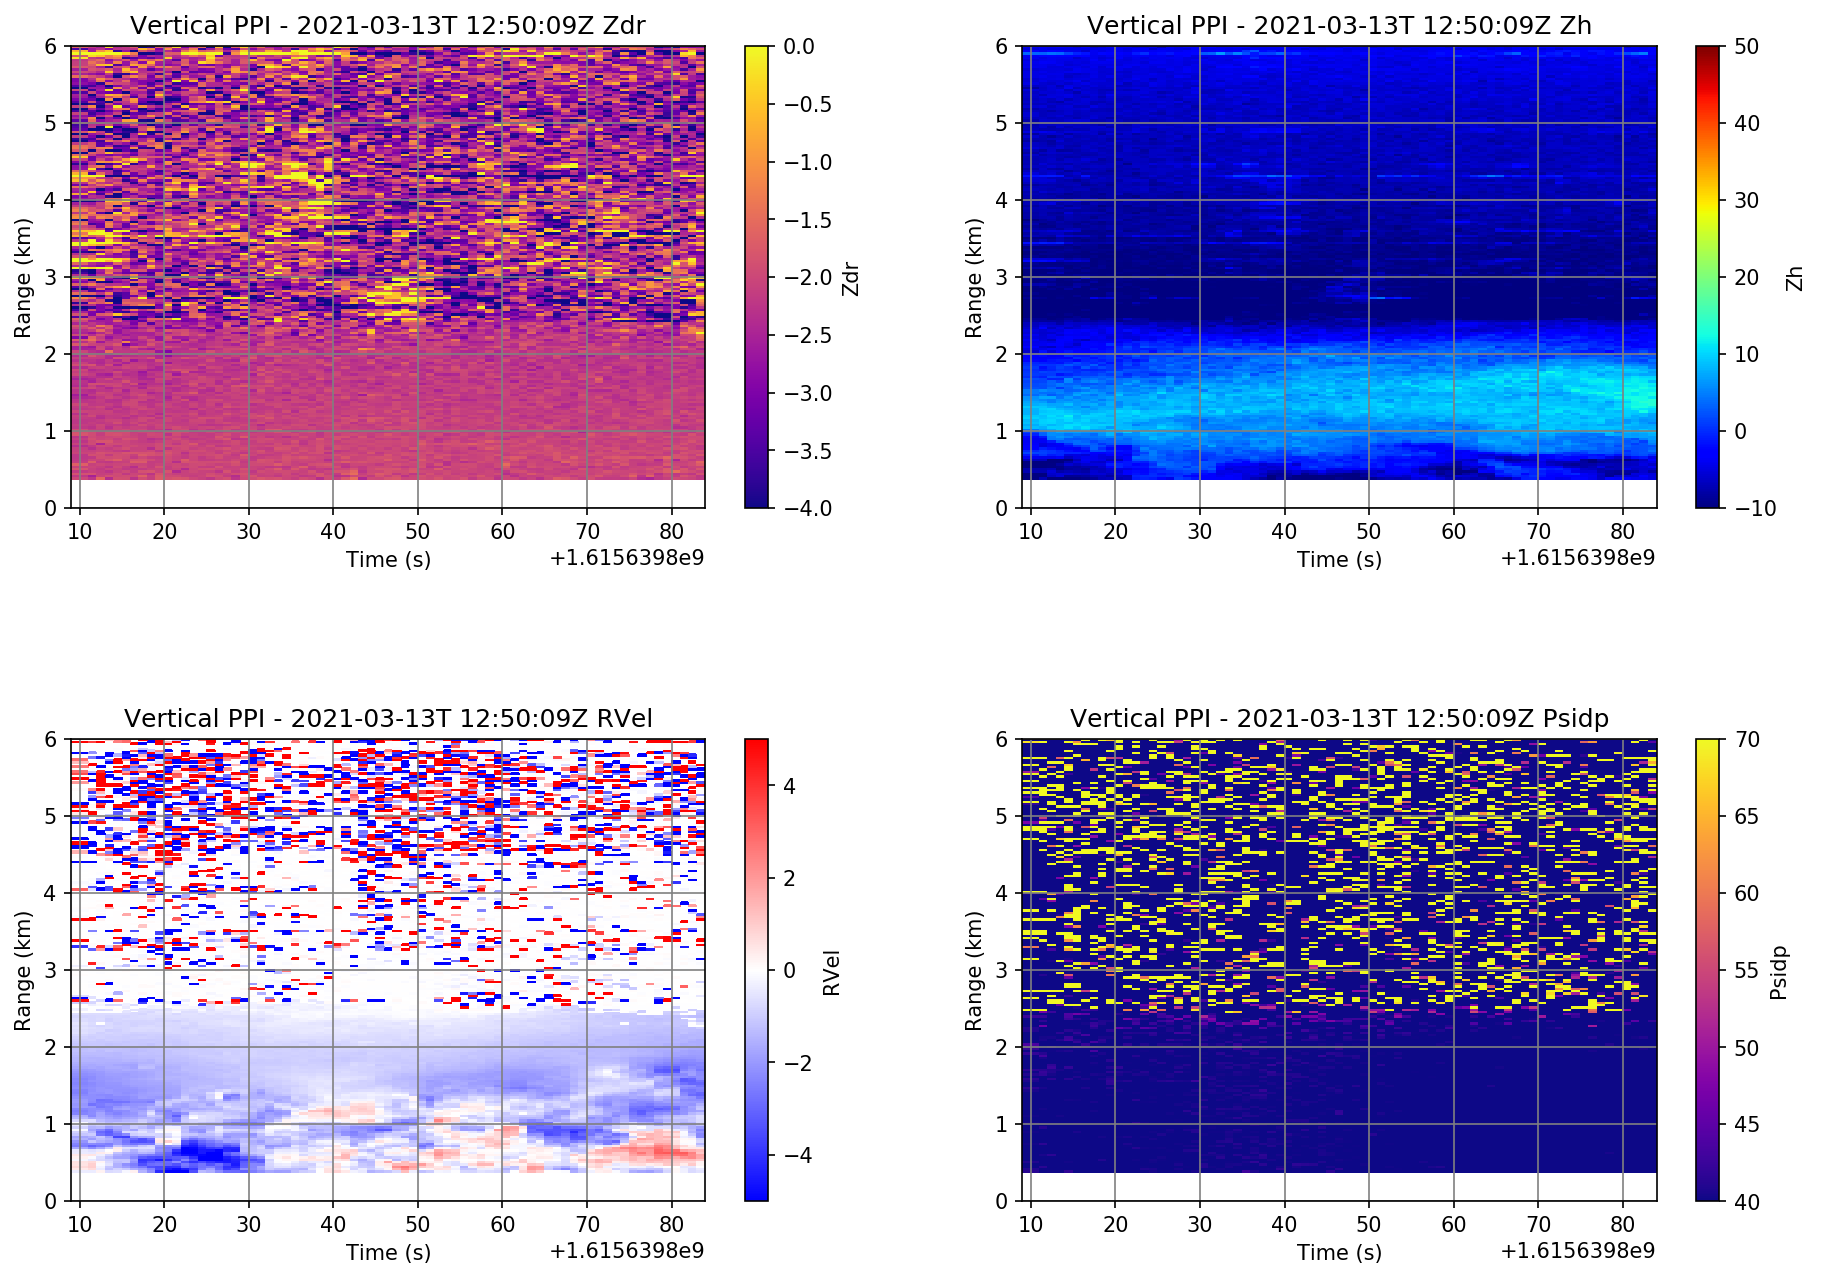 Vertical PPI - 2021-03-13T 12:50:09Z Zdr
6
5
4
3
2
1
0
Range (km)
10 20 30 40 50 60 70 80
Time (s)
+1.6156398e9
0.0
−0.5
−1.0
−1.5
−2.0
−2.5
−3.0
−3.5
−4.0
Zdr
Vertical PPI - 2021-03-13T 12:50:09Z Zh
6
5
4
3
2
1
0
Range (km)
10 20 30 40 50 60 70 80
Time (s)
+1.6156398e9
50
40
30
20
10
0
−10
Zh
Vertical PPI - 2021-03-13T 12:50:09Z RVel
6
5
4
3
2
1
0
Range (km)
10 20 30 40 50 60 70 80
Time (s)
+1.6156398e9
4
2
0
−2
−4
RVel
Vertical PPI - 2021-03-13T 12:50:09Z Psidp
6
5
4
3
2
1
0
Range (km)
10 20 30 40 50 60 70 80
Time (s)
+1.6156398e9
70
65
60
55
50
45
40
Psidp